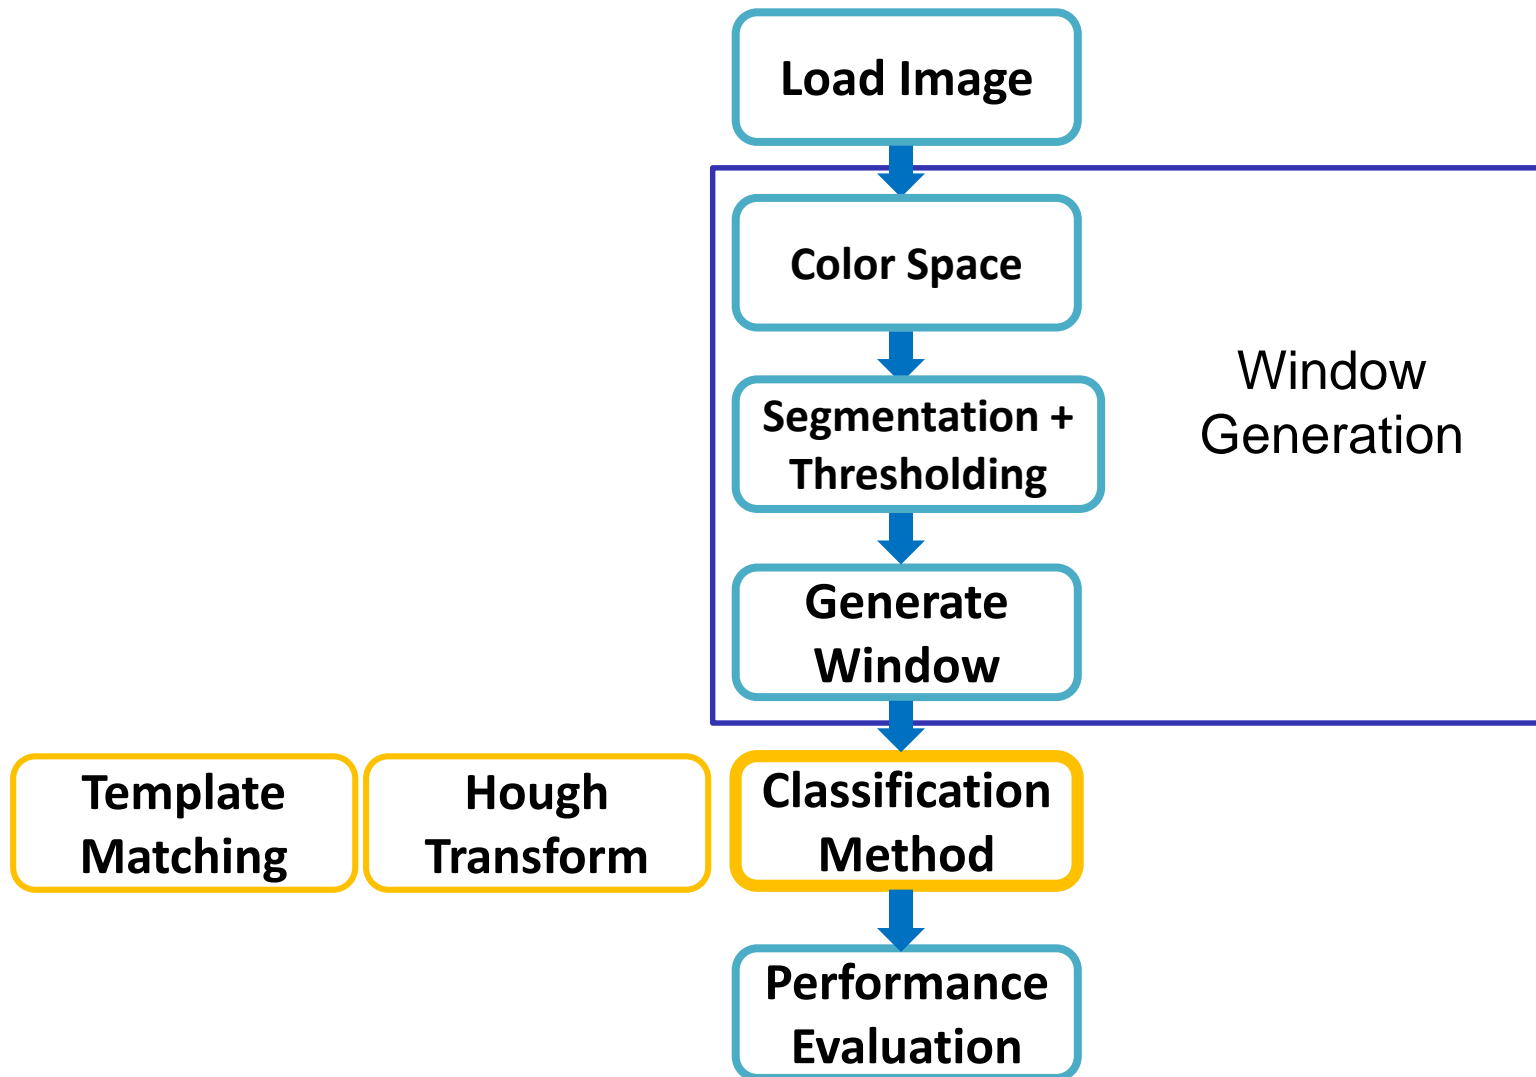 Load Image
Color Space
Segmentation +
Thresholding
Window
Generation
Generate
Window
Template
Matching
Hough
Transform
Classification
Method
Performance
Evaluation